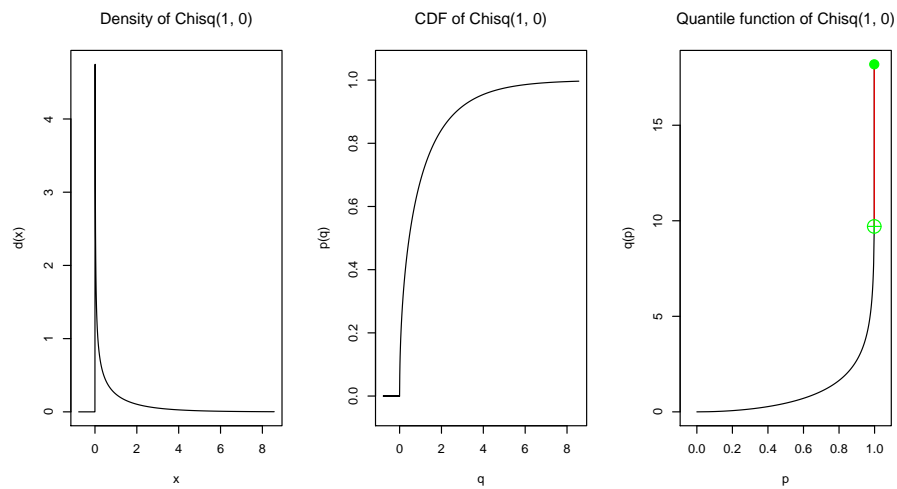 Density of Chisq(1, 0)
d(x)
0
1
2
3
4
0 2 4 6 8
x
CDF of Chisq(1, 0)
p(q)
0.0
0.2
0.4
0.6
0.8
1.0
0 2 4 6 8
q
Quantile function of Chisq(1, 0)
q(p)
0
5
10
15
0.0 0.2 0.4 0.6 0.8 1.0
p